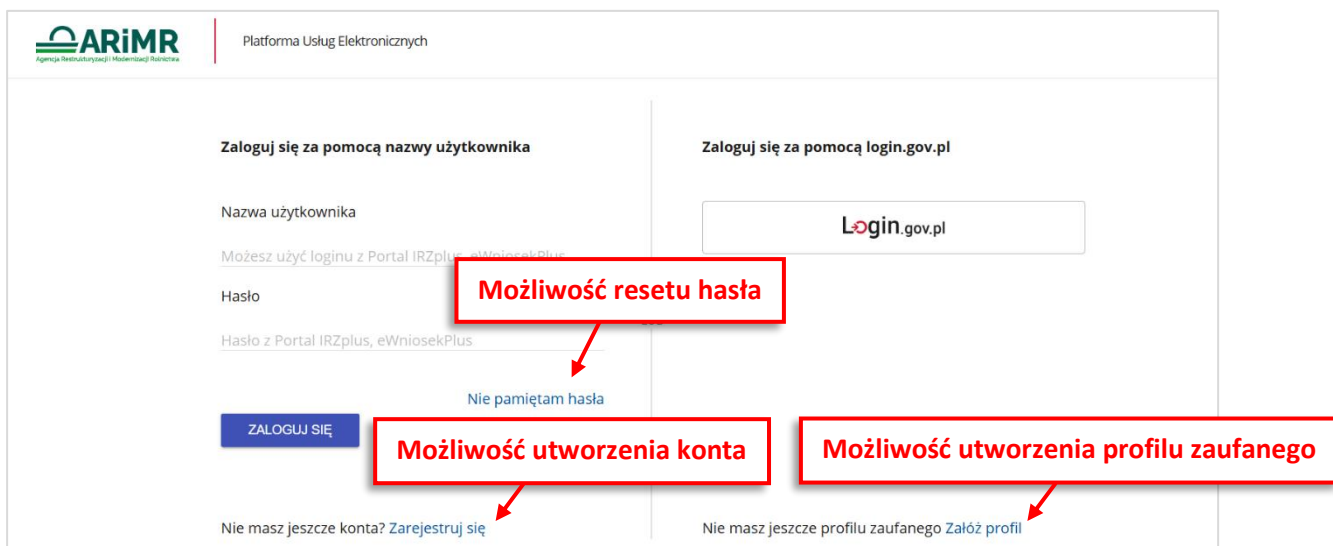 ARiMR
Agencja Restrukturyzacji i Modernizacji Rolnictwa
Platforma Usług Elektronicznych
Zaloguj się za pomocą nazwy użytkownika
Nazwa użytkownika
Możesz użyć loginu z Portal IRZplus, eWniosekPlus
Hasło
Hasło z Portal IRZplus, eWniosekPlus
Możliwość resetu hasła
Nie pamiętam hasła
ZALOGUJ SIĘ
Możliwość utworzenia konta
Nie masz jeszcze konta? Zarejestruj się
Zaloguj się za pomocą login.gov.pl
Login.gov.pl
Możliwość utworzenia profilu zaufanego
Nie masz jeszcze profilu zaufanego Załóż profil